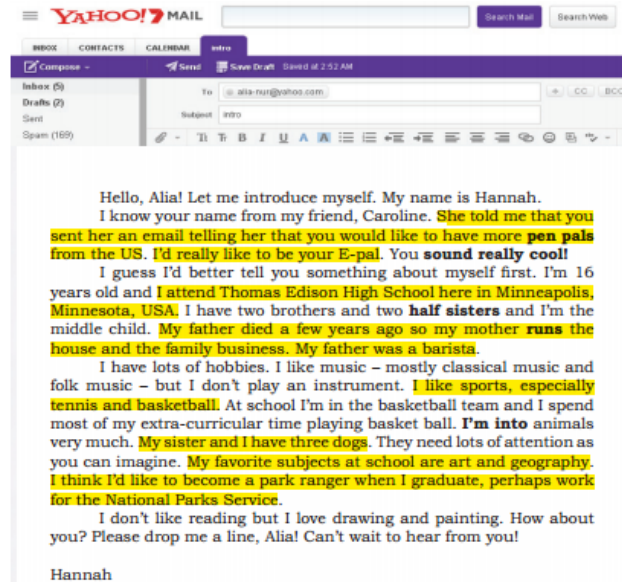 YAHOO! 7 MAIL Search Mail Search Web
INBOX CONTACTS CALENDAR intro
Compose Send Save Draft Saved at 2:52 AM
Inbox (5) To alia-nur@yahoo.com + CC BCC
Drafts (2)
Sent Subject intro
Spam (169) Tt Tr B I U A A
Hello, Alia! Let me introduce myself. My name is Hannah.
I know your name from my friend, Caroline. She told me that you
sent her an email telling her that you would like to have more pen pals
from the US. I'd really like to be your E-pal. You sound really cool!
I guess I'd better tell you something about myself first. I'm 16
years old and I attend Thomas Edison High School here in Minneapolis,
Minnesota, USA. I have two brothers and two half sisters and I'm the
middle child. My father died a few years ago so my mother runs the
house and the family business. My father was a barista.
I have lots of hobbies. I like music – mostly classical music and
folk music – but I don't play an instrument. I like sports, especially
tennis and basketball. At school I'm in the basketball team and I spend
most of my extra-curricular time playing basket ball. I'm into animals
very much. My sister and I have three dogs. They need lots of attention as
you can imagine. My favorite subjects at school are art and geography.
I think I'd like to become a park ranger when I graduate, perhaps work
for the National Parks Service.
I don't like reading but I love drawing and painting. How about
you? Please drop me a line, Alia! Can't wait to hear from you!
Hannah